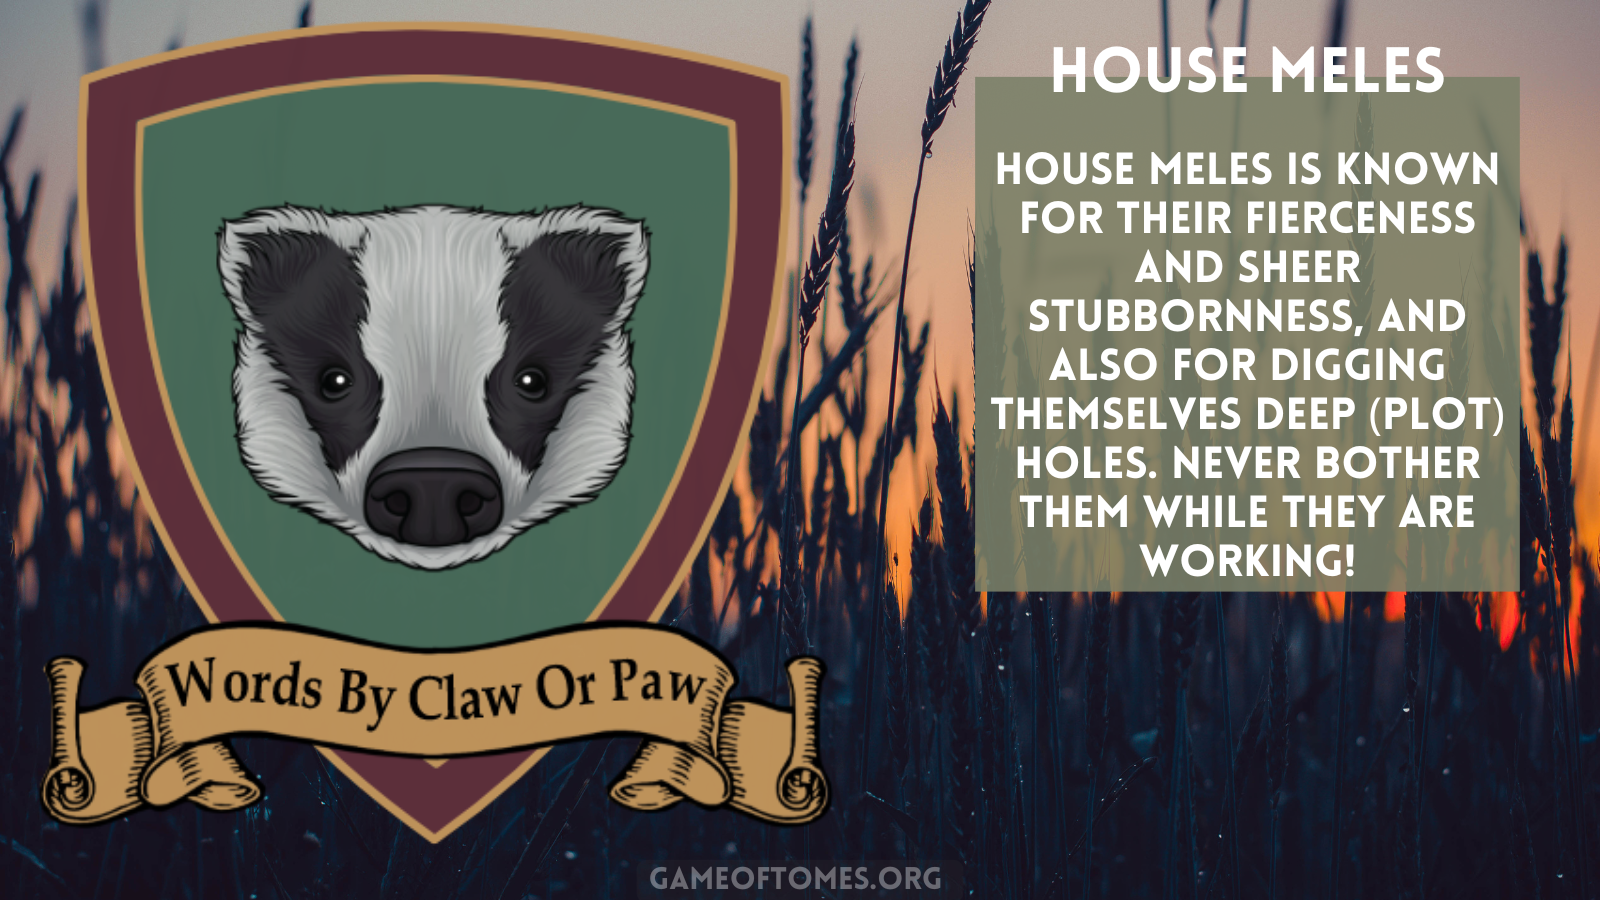 HOUSE MELES
HOUSE MELES IS KNOWN
FOR THEIR FIERCENESS
AND SHEER
STUBBORNNESS, AND
ALSO FOR DIGGING
THEMSELVES DEEP (PLOT)
HOLES. NEVER BOTHER
THEM WHILE THEY ARE
WORKING!
Words By Claw Or Paw
GAMEOFTOMES.ORG